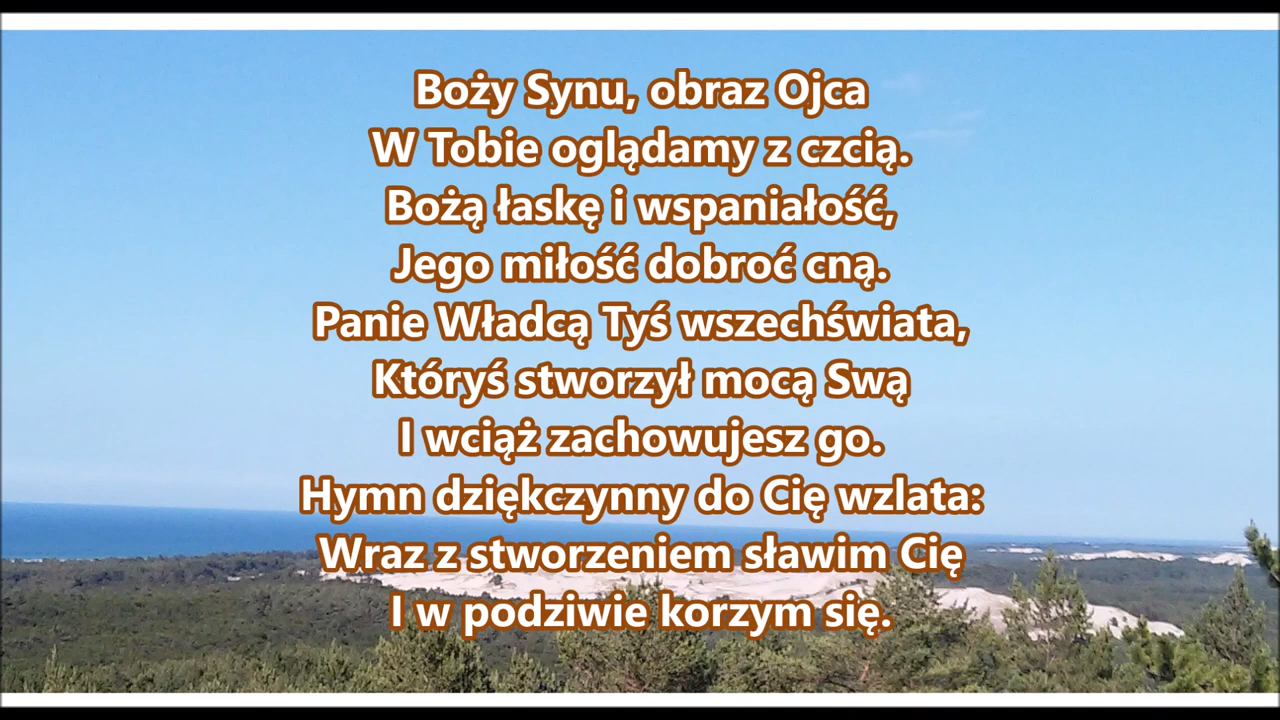 Boży Synu, obraz Ojca
W Tobie oglądamy z czcią.
Bożą łaskę i wspaniałość,
Jego miłość dobroć cną.
Panie Władcą Tyś wszechświata,
Któryś stworzył mocą Swą
I wciąż zachowujesz go.
Hymn dziękczynny do Cię wzlata:
Wraz z stworzeniem sławim Cię
I w podziwie korzym się.